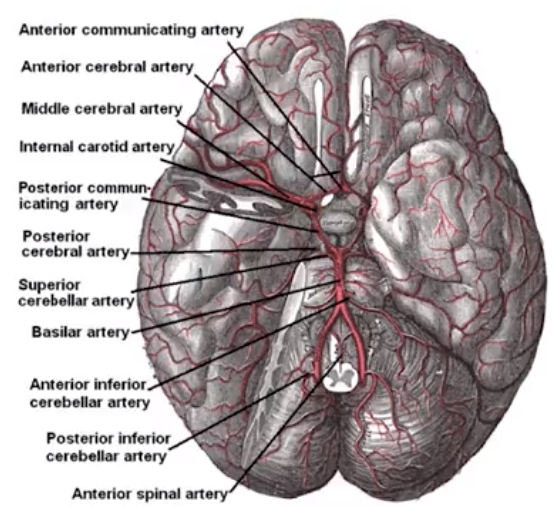 Anterior communicating artery
Anterior cerebral artery
Middle cerebral artery
Internal carotid artery
Posterior commun-
icating artery
Posterior
cerebral artery
Superior
cerebellar artery
Basilar artery
Anterior inferior
cerebellar artery
Posterior inferior
cerebellar artery
Anterior spinal artery